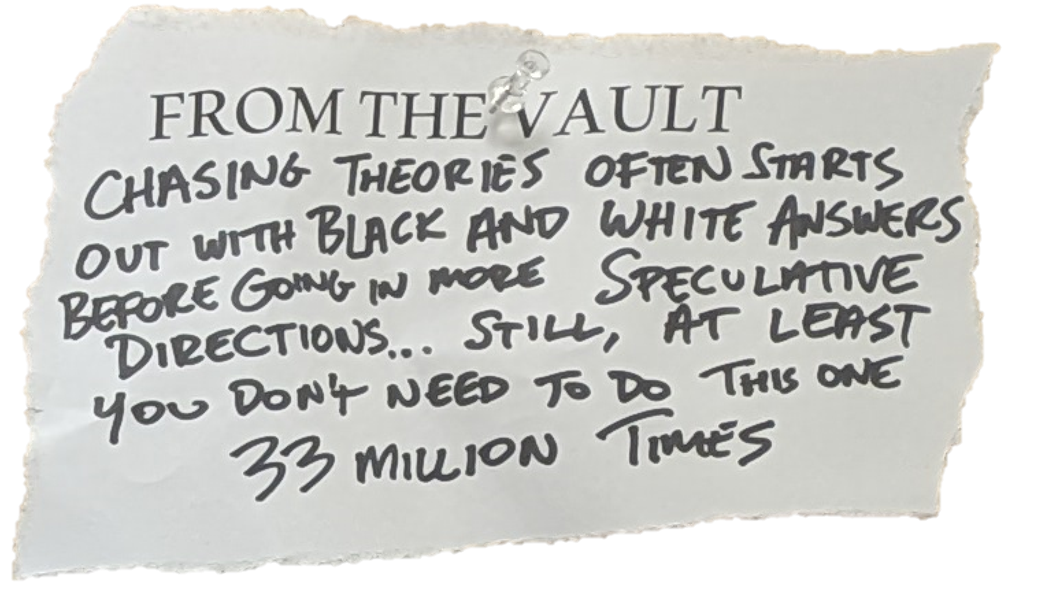 FROM THE VAULT
CHASING THEORIES OFTEN STARTS
OUT WITH BLACK AND WHITE ANSWERS
BEFORE GOING IN MORE SPECULATIVE
DIRECTIONS... STILL, AT LEAST
YOU DON'T NEED TO DO THIS ONE
33 MILLION TIMES